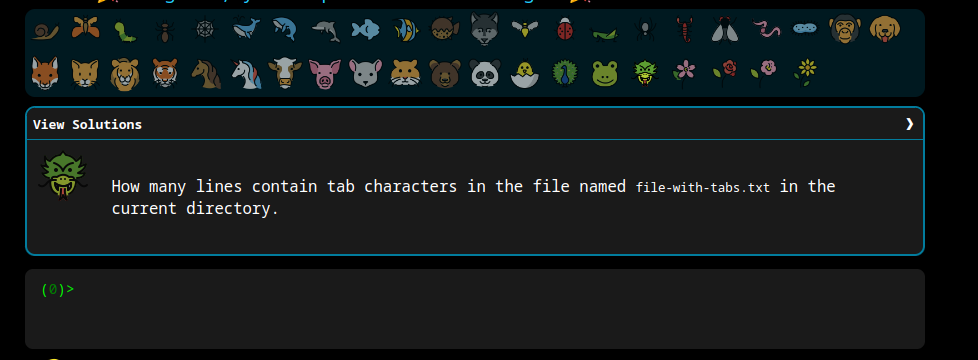 View Solutions
How many lines contain tab characters in the file named file-with-tabs.txt in the
current directory.
(0)>